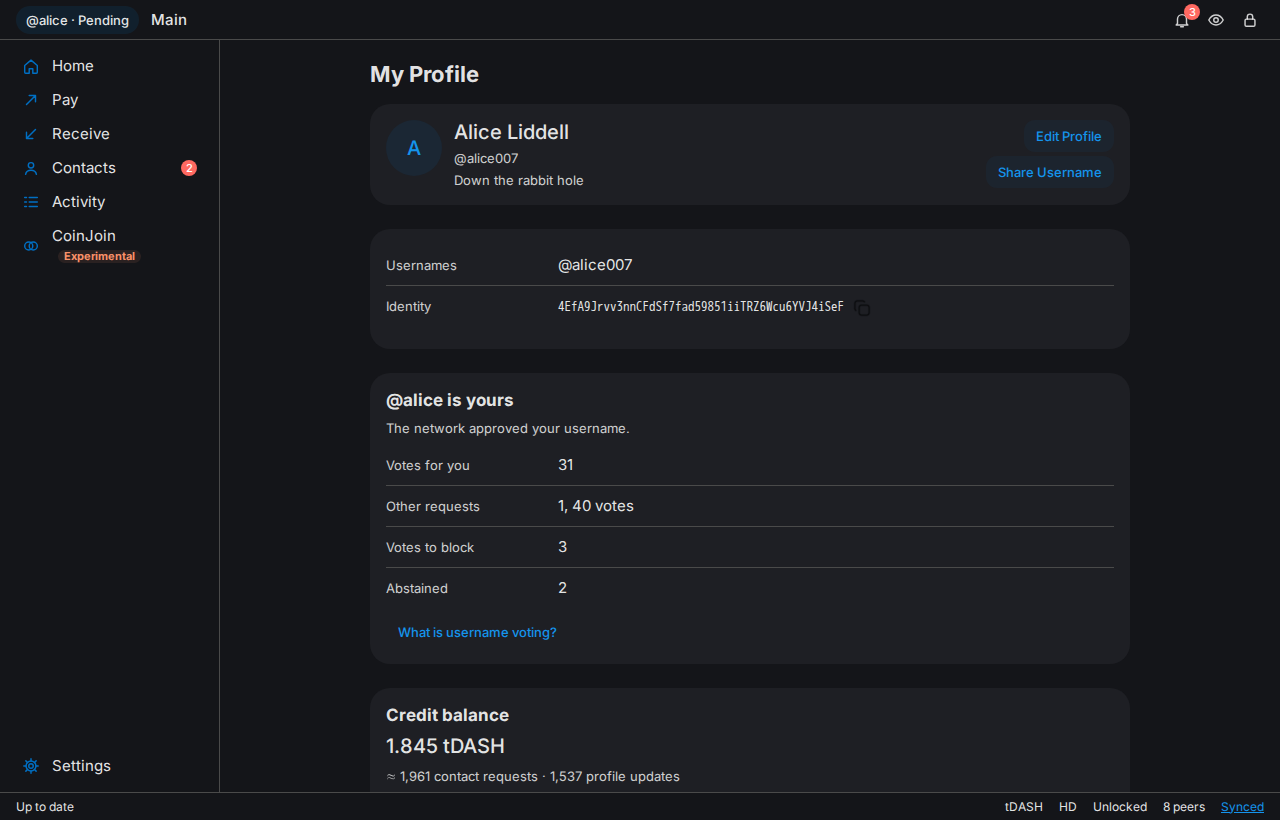 @alice · Pending
Main
3
Home
Pay
Receive
Contacts
2
Activity
CoinJoin
Experimental
Settings
My Profile
A
Alice Liddell
@alice007
Down the rabbit hole
Edit Profile
Share Username
Usernames
@alice007
Identity
4EfA9Jrvv3nnCFdSf7fad59851iiTRZ6Wcu6YVJ4iSeF
@alice is yours
The network approved your username.
Votes for you
31
Other requests
1, 40 votes
Votes to block
3
Abstained
2
What is username voting?
Credit balance
1.845 tDASH
≈ 1,961 contact requests · 1,537 profile updates
Up to date
tDASH
HD
Unlocked
8 peers
Synced